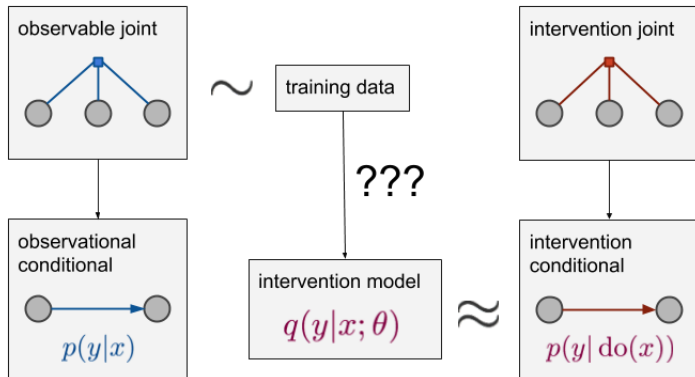 observable joint
~
training data
intervention joint
???
observational
conditional
p(y|x)
intervention model
q(y|x; θ)
≈
intervention
conditional
p(y| do(x))